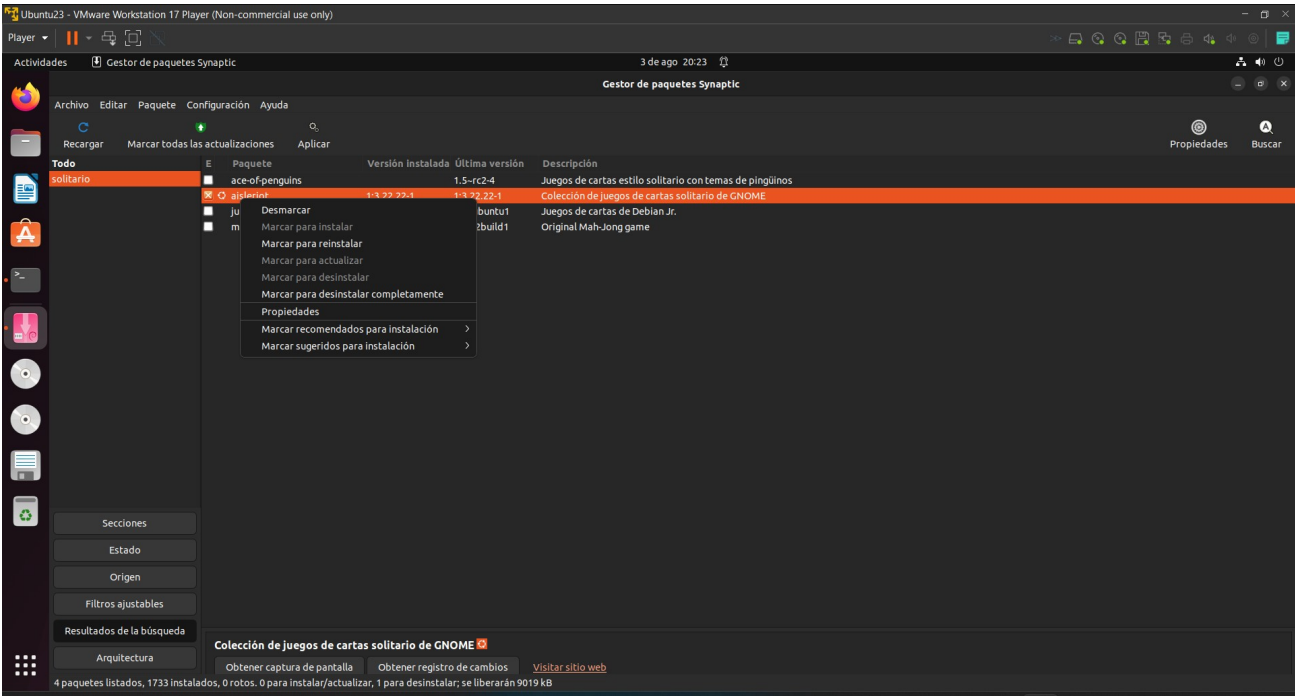 Ubuntu23 - VMware Workstation 17 Player (Non-commercial use only)
Player
Actividades Gestor de paquetes Synaptic 3 de ago 20:23
Gestor de paquetes Synaptic
Archivo Editar Paquete Configuración Ayuda
Recargar Marcar todas las actualizaciones Aplicar Propiedades Buscar
Todo
solitario
E Paquete Versión instalada Última versión Descripción
ace-of-penguins 1.5~rc2-4 Juegos de cartas estilo solitario con temas de pingüinos
aisleriot 1:3.22.22-1 1:3.22.22-1 Colección de juegos de cartas solitario de GNOME
ju buntu1 Juegos de cartas de Debian Jr.
m 2build1 Original Mah-Jong game
Desmarcar
Marcar para instalar
Marcar para reinstalar
Marcar para actualizar
Marcar para desinstalar
Marcar para desinstalar completamente
Propiedades
Marcar recomendados para instalación
Marcar sugeridos para instalación
Secciones
Estado
Origen
Filtros ajustables
Resultados de la búsqueda
Arquitectura
Colección de juegos de cartas solitario de GNOME
Obtener captura de pantalla Obtener registro de cambios Visitar sitio web
4 paquetes listados, 1733 instalados, 0 rotos. 0 para instalar/actualizar, 1 para desinstalar; se liberarán 9019 kB